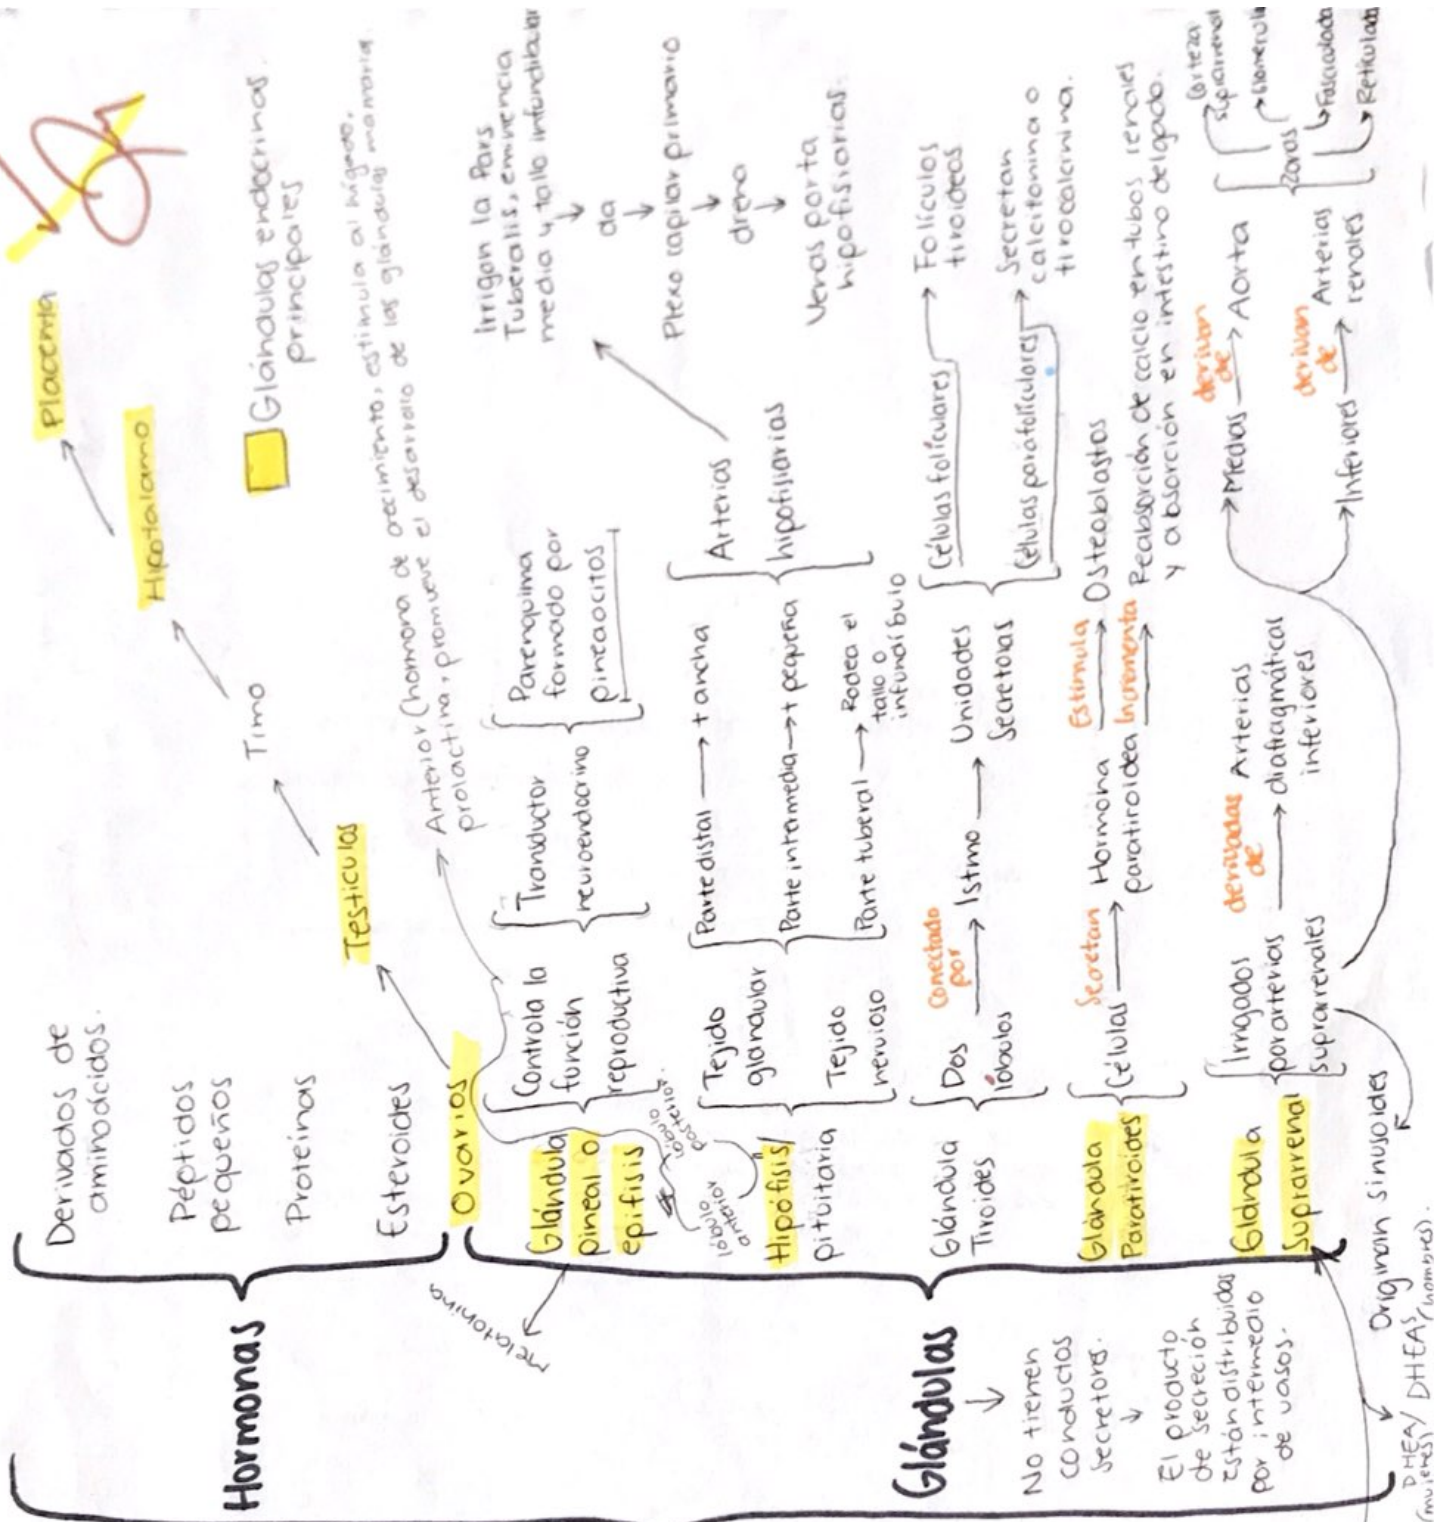 Hormonas
Derivados de
aminoácidos.
Péptidos
pequeños
Proteínas
Esteroides
Glándulas
No tienen
conductos
secretores.
El producto
de secreción
están distribuidas
por intermedio
de vasos.
Ovarios
Testículos
Timo
Hipotálamo
Placenta
Glándulas endocrinas
principales
melatonina
Glándula
pineal o
epífisis
Controla la
función
reproductiva
Transductor
neuroendocrino
Parenquima
formado por
pineaocitos
lóbulo
anterior
lóbulo
posterior
Anterior (hormona de crecimiento, estimula al hígado,
prolactina, promueve el desarrollo de las glándulas mamaria.
Hipófisis/
pituitaria
Tejido
glandular
Tejido
nervioso
Parte distal → + ancha
Parte intermedia → + pequeña
Parte tuberal → Rodea el
tallo o
infundíbulo
Arterias
hipofisiarias
Irrigan la Pars
Tuberalis, eminencia
media y tallo infundibular
da
Plexo capilar primario
drena
Venas porta
hipofisiarias.
Glándula
Tiroides
Dos
lóbulos
conectado
por
Istmo
Unidades
secretoras
Células foliculares
Folículos
tiroideos
Células parafoliculares
Secretan
calcitonina o
tirocalcinina.
Glándula
Paratiroides
Células
Secretan
Hormona
paratiroidea
Estimula
Osteoblastos
Incrementa
Reabsorción de calcio en tubos renales
y absorción en intestino delgado.
Glándula
Suprarrenal
Irrigados
por arterias
suprarrenales
derivadas
de
Arterias
diafragmáticas
inferiores
Medias
derivan
de
Aorta
Inferiores
derivan
de
Arterias
renales
Zonas
Corteza
suprarrenal
Glomerul
Fasciculada
Reticulada
Originan sinusoides
DHEA/ DHEAS
(mujeres) (hombres).